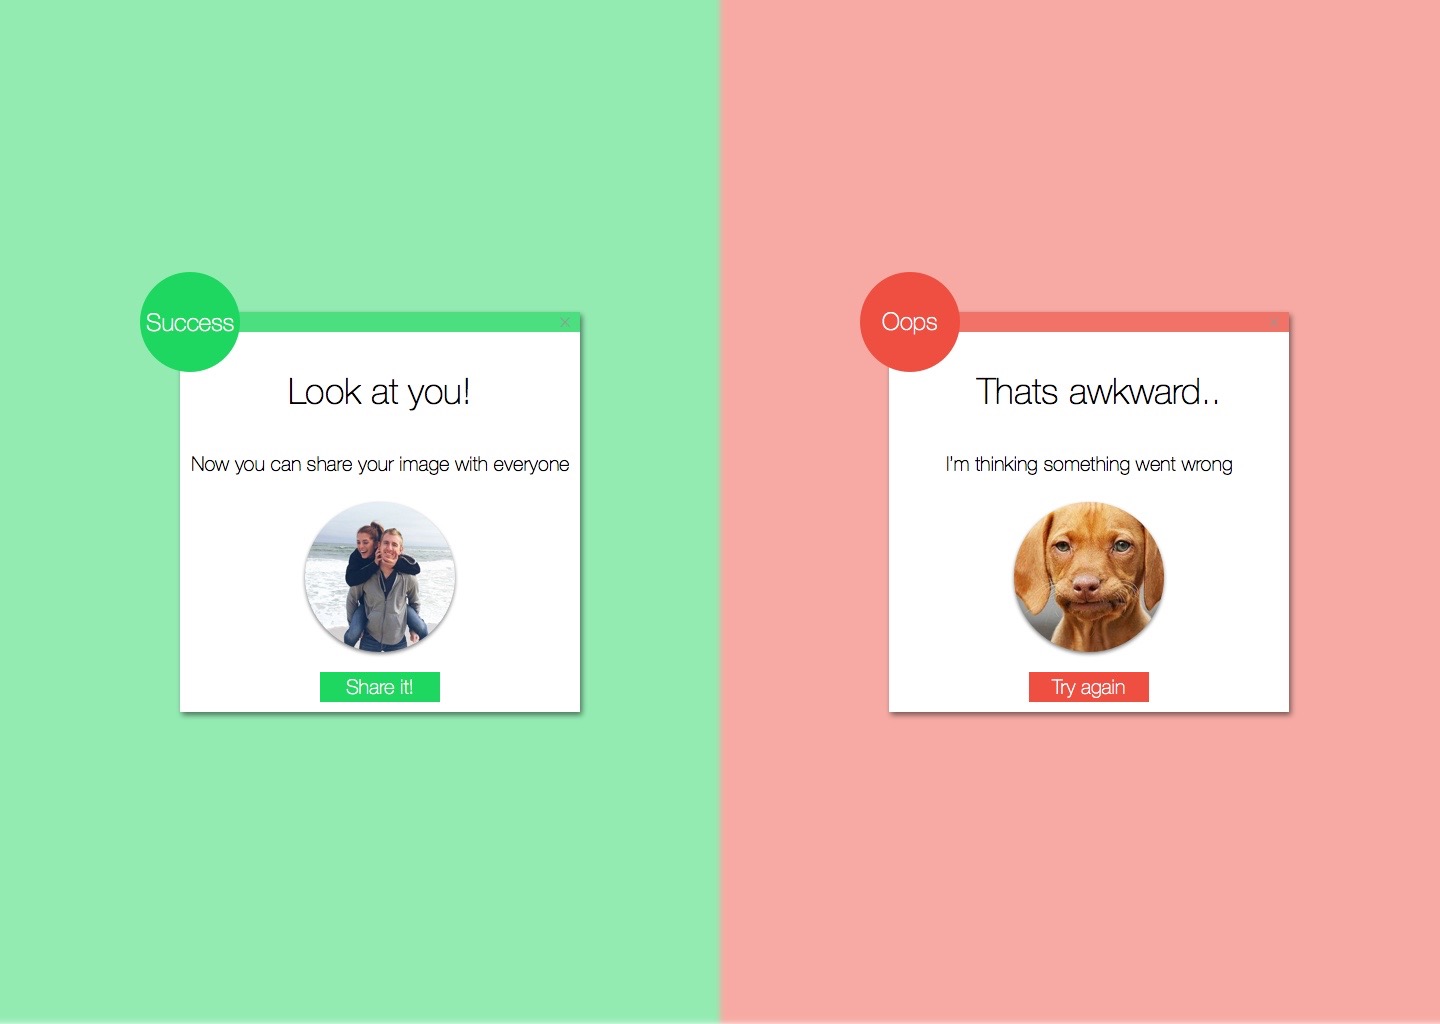 Success
Look at you!
Now you can share your image with everyone
Share it!
Oops
Thats awkward..
I'm thinking something went wrong
Try again